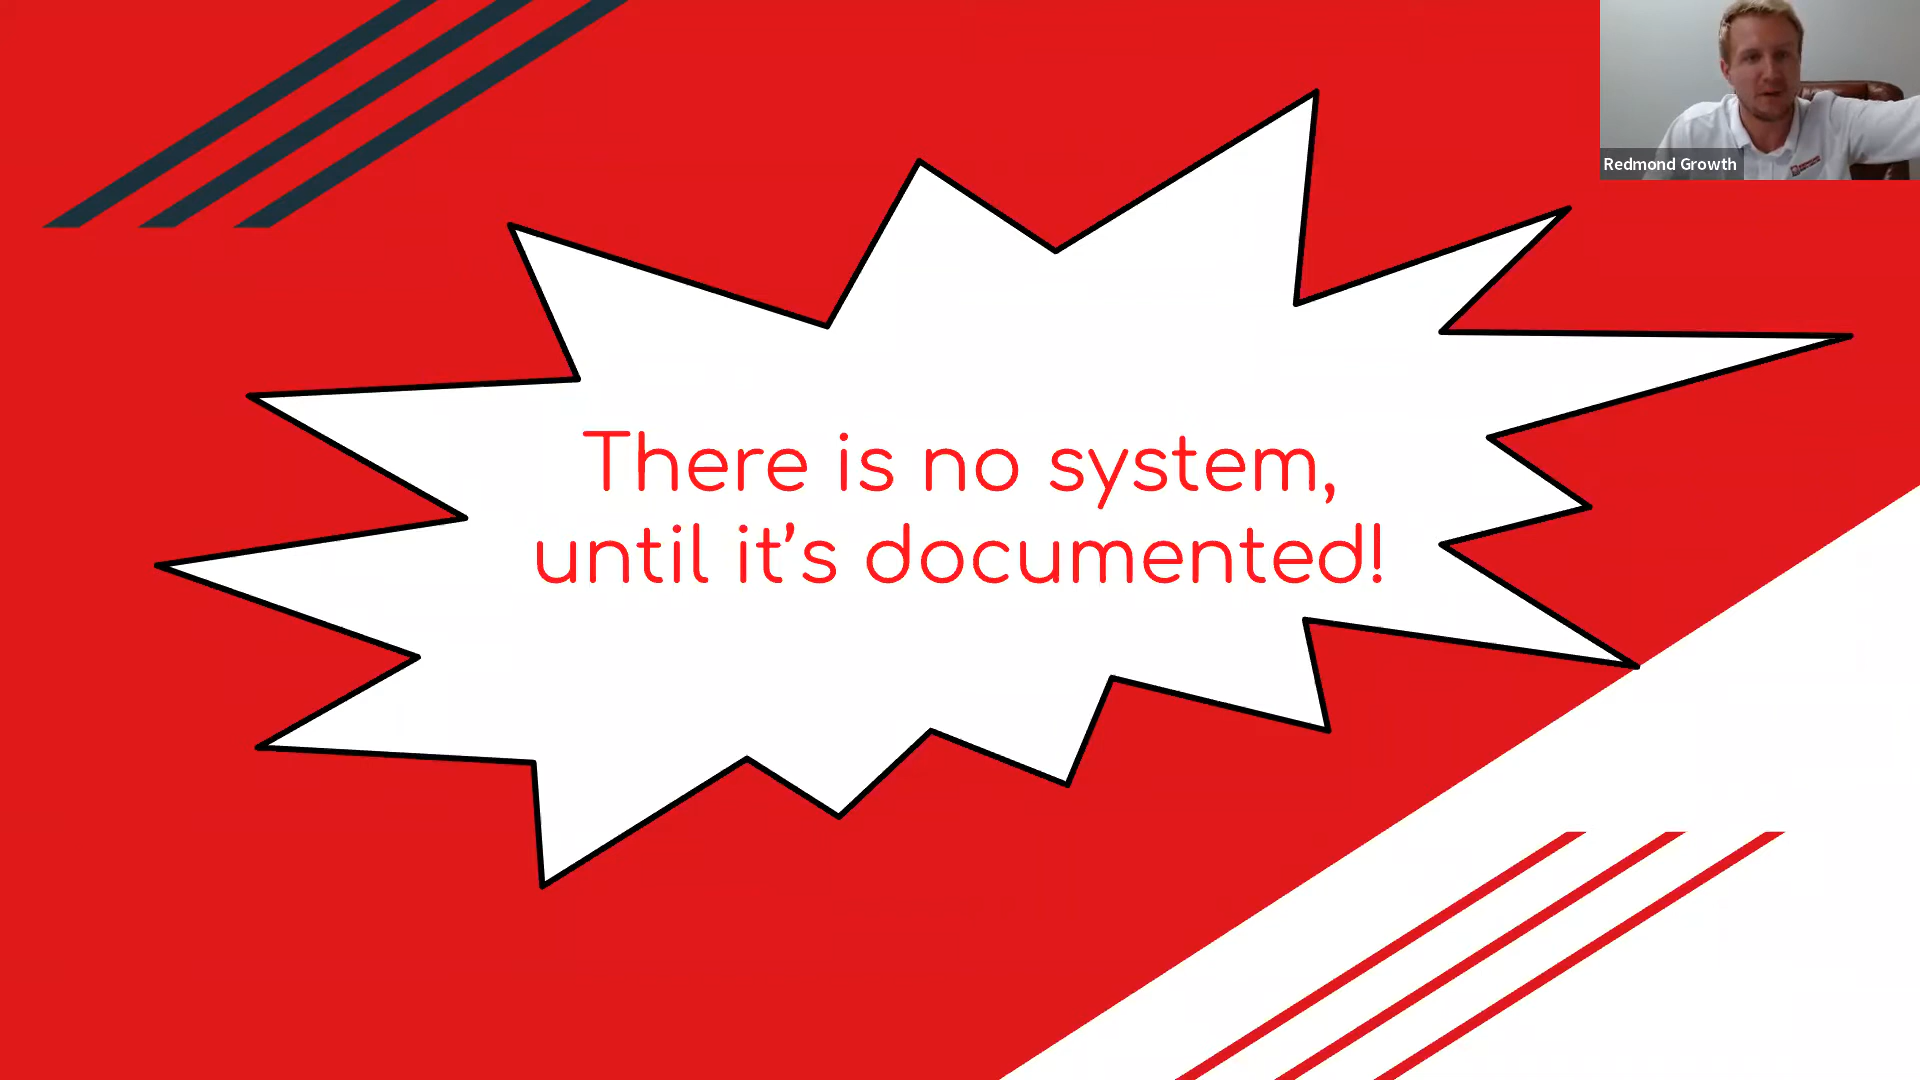 Redmond Growth
There is no system,
until it’s documented!